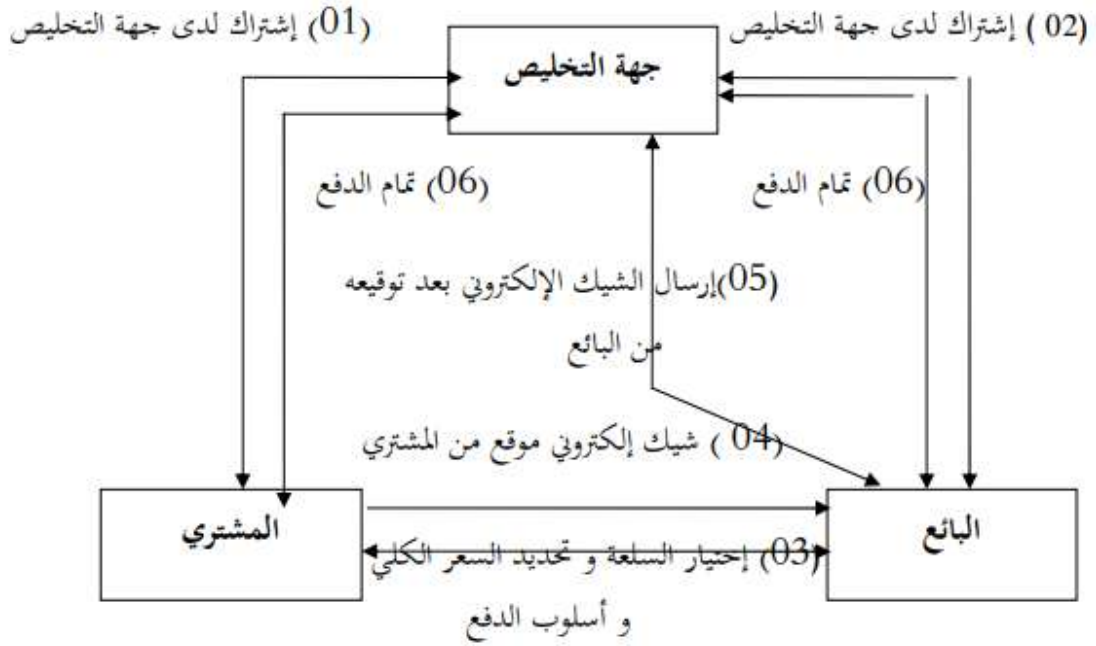 (01) إشتراك لدى جهة التخليص
(02 ) إشتراك لدى جهة التخليص
جهة التخليص
(06) تمام الدفع
(06) تمام الدفع
(05)إرسال الشيك الإلكتروني بعد توقيعه
من البائع
(04 ) شيك إلكتروني موقع من المشتري
المشتري
البائع
(03) إختيار السلعة و تحديد السعر الكلي
و أسلوب الدفع